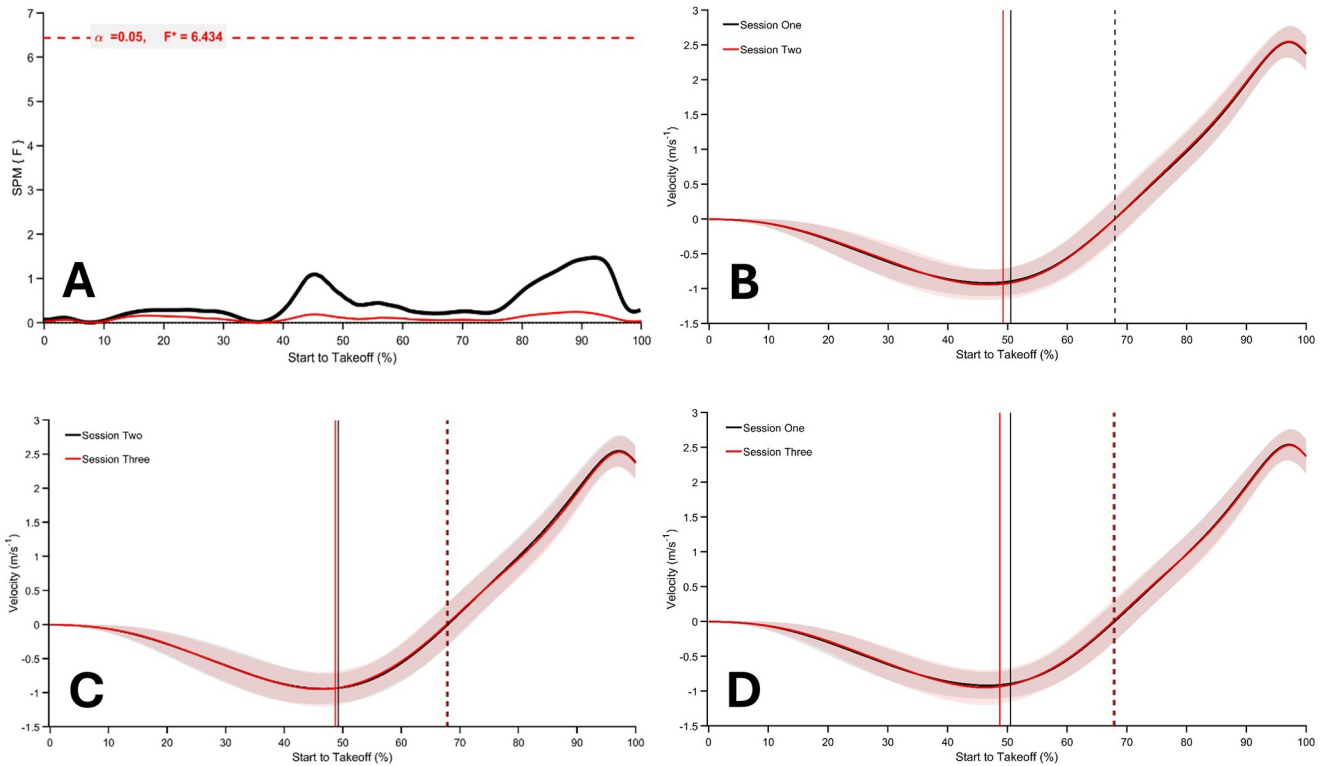 7
6
5
4
3
2
1
0
SPM { F }
α =0.05, F* = 6.434
A
0 10 20 30 40 50 60 70 80 90 100
Start to Takeoff (%)
3
2.5
2
1.5
1
0.5
0
-0.5
-1
-1.5
Velocity (m/s⁻¹)
Session One
Session Two
B
0 10 20 30 40 50 60 70 80 90 100
Start to Takeoff (%)
3
2.5
2
1.5
1
0.5
0
-0.5
-1
-1.5
Velocity (m/s⁻¹)
Session Two
Session Three
C
0 10 20 30 40 50 60 70 80 90 100
Start to Takeoff (%)
3
2.5
2
1.5
1
0.5
0
-0.5
-1
-1.5
Velocity (m/s⁻¹)
Session One
Session Three
D
0 10 20 30 40 50 60 70 80 90 100
Start to Takeoff (%)